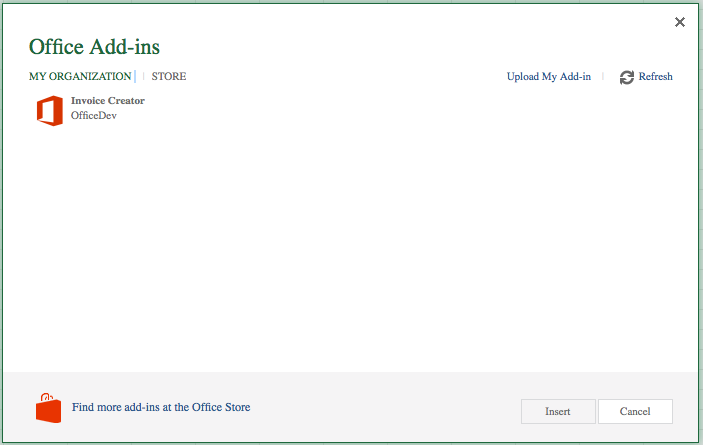 Office Add-ins
MY ORGANIZATION | STORE
Upload My Add-in | Refresh
Invoice Creator
OfficeDev
Find more add-ins at the Office Store
Insert
Cancel